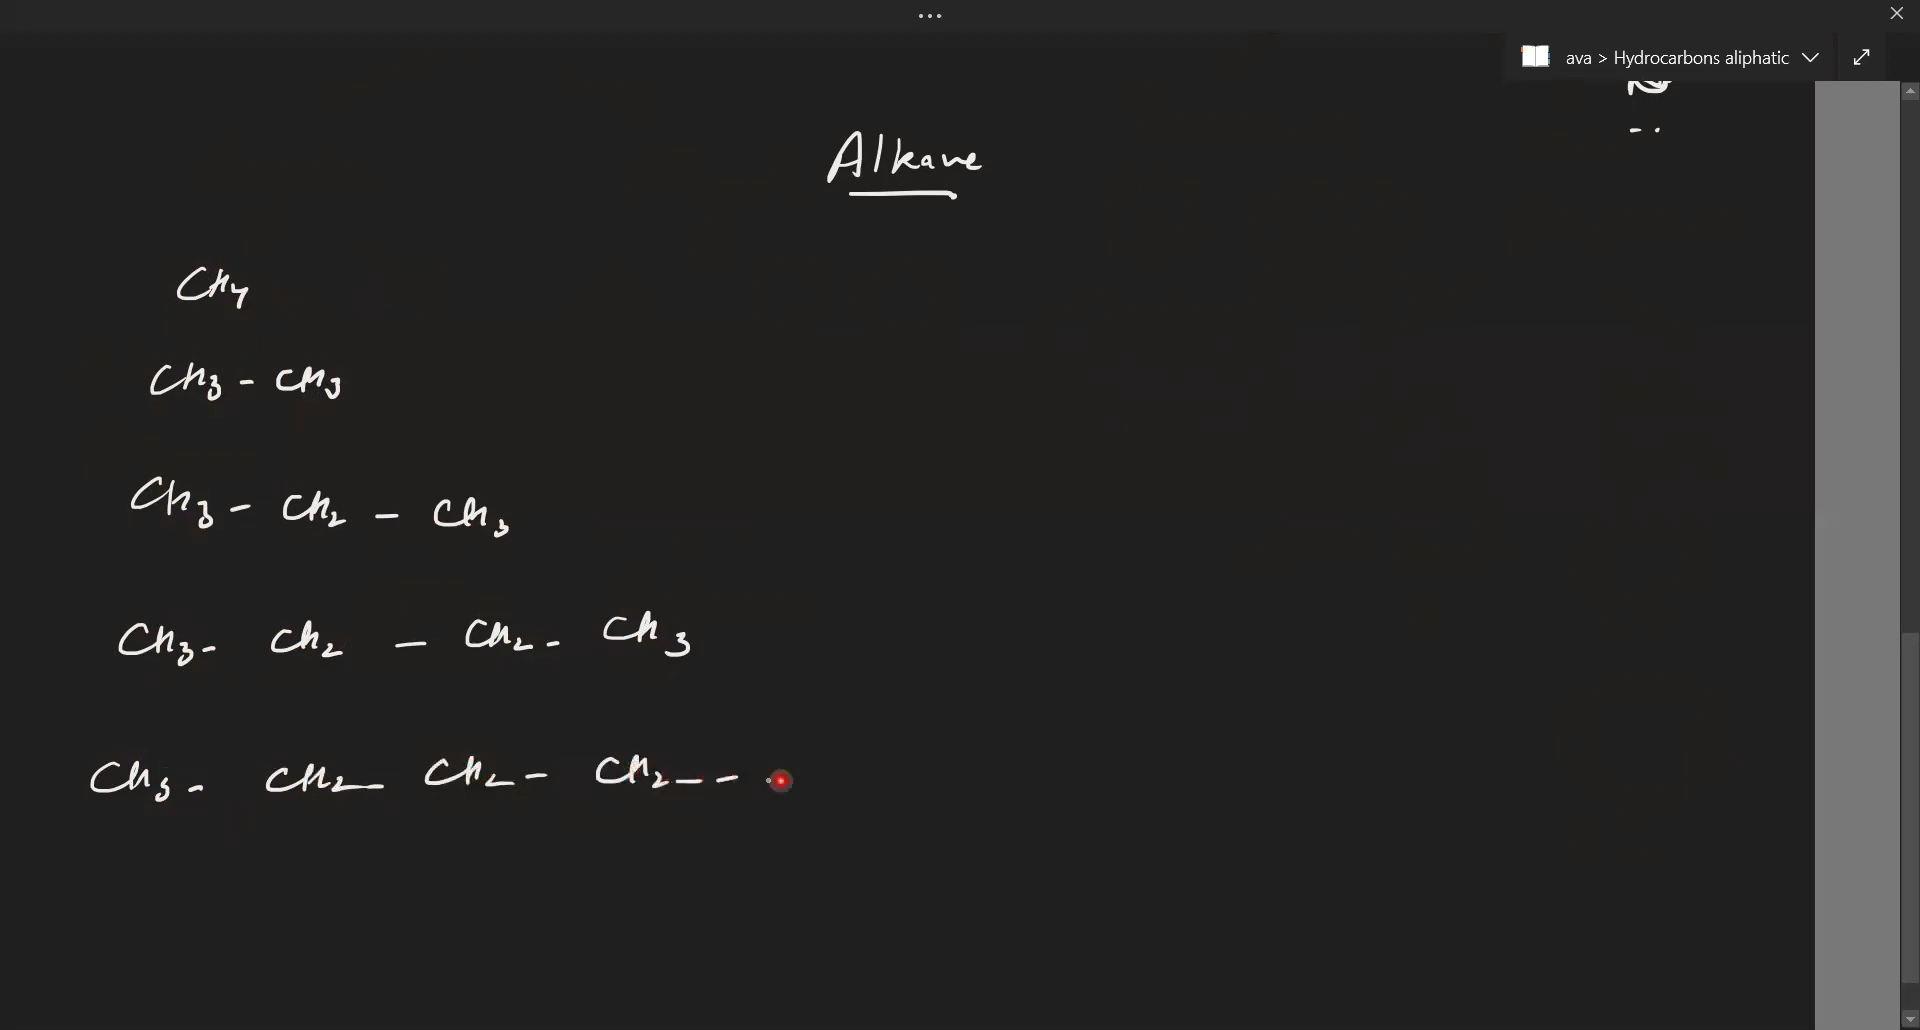 ava > Hydrocarbons aliphatic
Alkane
CH4
CH3 - CH3
CH3 - CH2 - CH3
CH3 - CH2 - CH2 - CH3
CH3 - CH2 - CH2 - CH2 - -